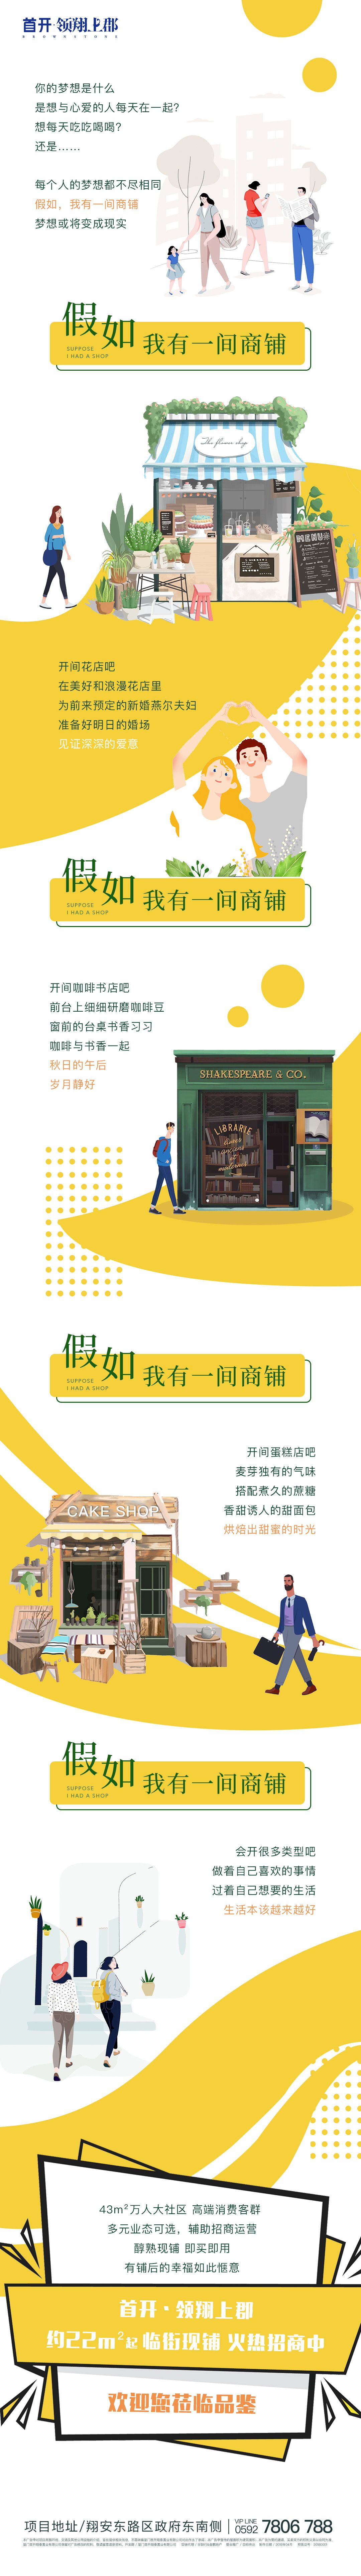 首开·领翔上郡
BROWNSTONE
你的梦想是什么
是想与心爱的人每天在一起?
想每天吃吃喝喝?
还是……
每个人的梦想都不尽相同
假如，我有一间商铺
梦想或将变成现实
假如 我有一间商铺
SUPPOSE
I HAD A SHOP
The flower shop
开间花店吧
在美好和浪漫花店里
为前来预定的新婚燕尔夫妇
准备好明日的婚场
见证深深的爱意
假如 我有一间商铺
SUPPOSE
I HAD A SHOP
开间咖啡书店吧
前台上细细研磨咖啡豆
窗前的台桌书香习习
咖啡与书香一起
秋日的午后
岁月静好
SHAKESPEARE & CO.
LIBRAIRIE
假如 我有一间商铺
SUPPOSE
I HAD A SHOP
开间蛋糕店吧
麦芽独有的气味
搭配煮久的蔗糖
香甜诱人的甜面包
烘焙出甜蜜的时光
CAKE SHOP
假如 我有一间商铺
SUPPOSE
I HAD A SHOP
会开很多类型吧
做着自己喜欢的事情
过着自己想要的生活
生活本该越来越好
43m²万人大社区 高端消费客群
多元业态可选，辅助招商运营
醇熟现铺 即买即用
有铺后的幸福如此惬意
首开·领翔上郡
约22m²起 临街现铺 火热招商中
欢迎您莅临品鉴
项目地址/翔安东路区政府东南侧
VIP LINE
0592 7806 788